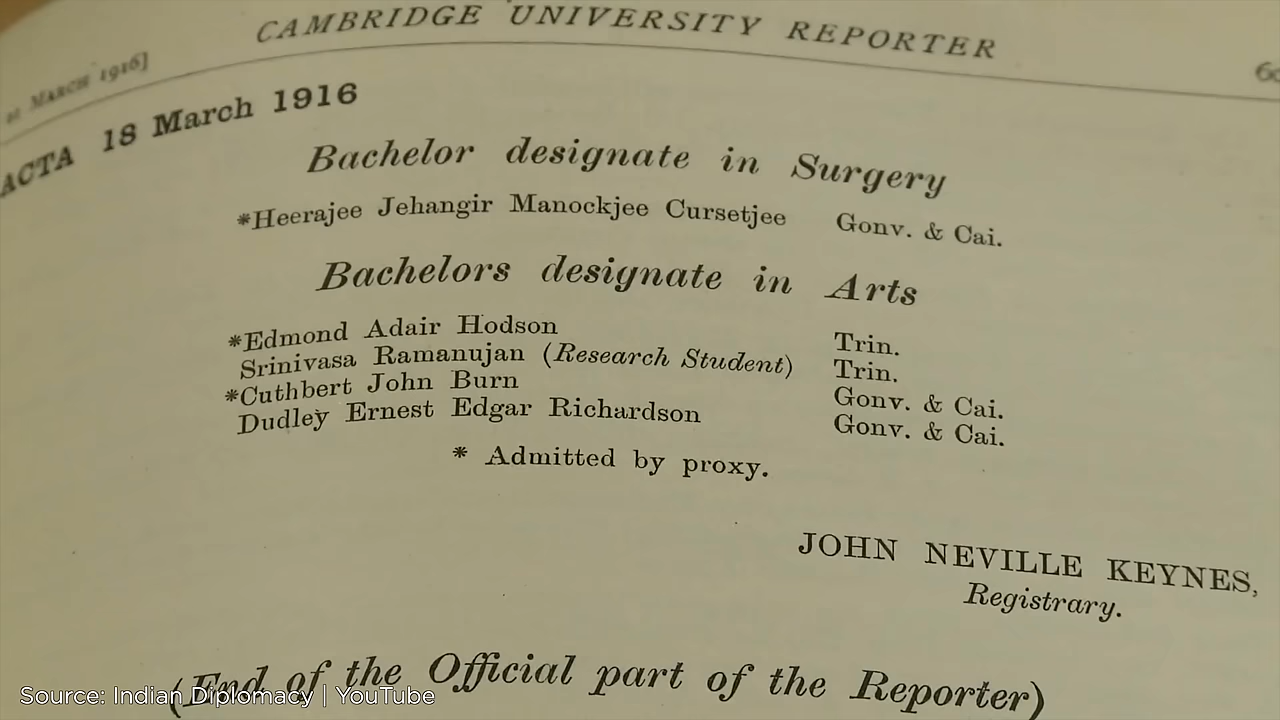 CAMBRIDGE UNIVERSITY REPORTER
MARCH 1916]
ACTA 18 March 1916
Bachelor designate in Surgery
*Heerajee Jehangir Manockjee Cursetjee Gonv. & Cai.
Bachelors designate in Arts
*Edmond Adair Hodson Trin.
Srinivasa Ramanujan (Research Student) Trin.
*Cuthbert John Burn Gonv. & Cai.
Dudley Ernest Edgar Richardson Gonv. & Cai.
* Admitted by proxy.
JOHN NEVILLE KEYNES,
Registrary.
(End of the Official part of the Reporter)
Source: Indian Diplomacy | YouTube